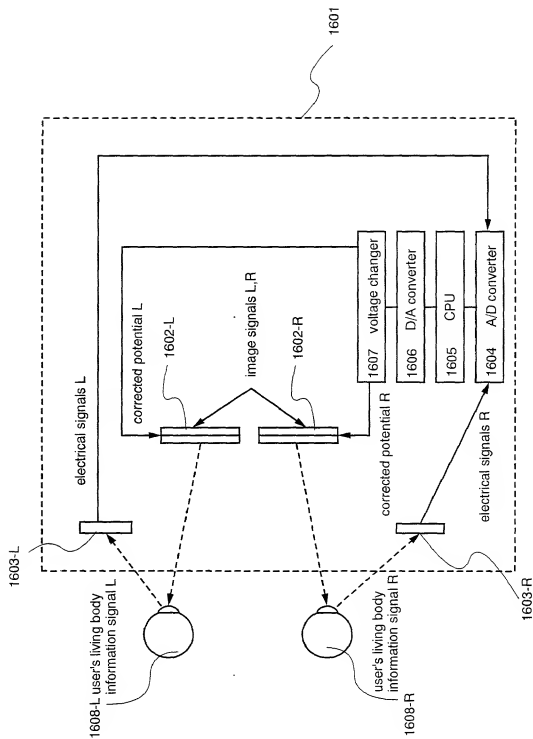 1601
electrical signals L
corrected potential L
1602-L
image signals L,R
1602-R
1607 voltage changer
1606 D/A converter
1605 CPU
1604 A/D converter
corrected potential R
electrical signals R
1603-L
1603-R
1608-L user's living body
information signal L
user's living body
information signal R
1608-R